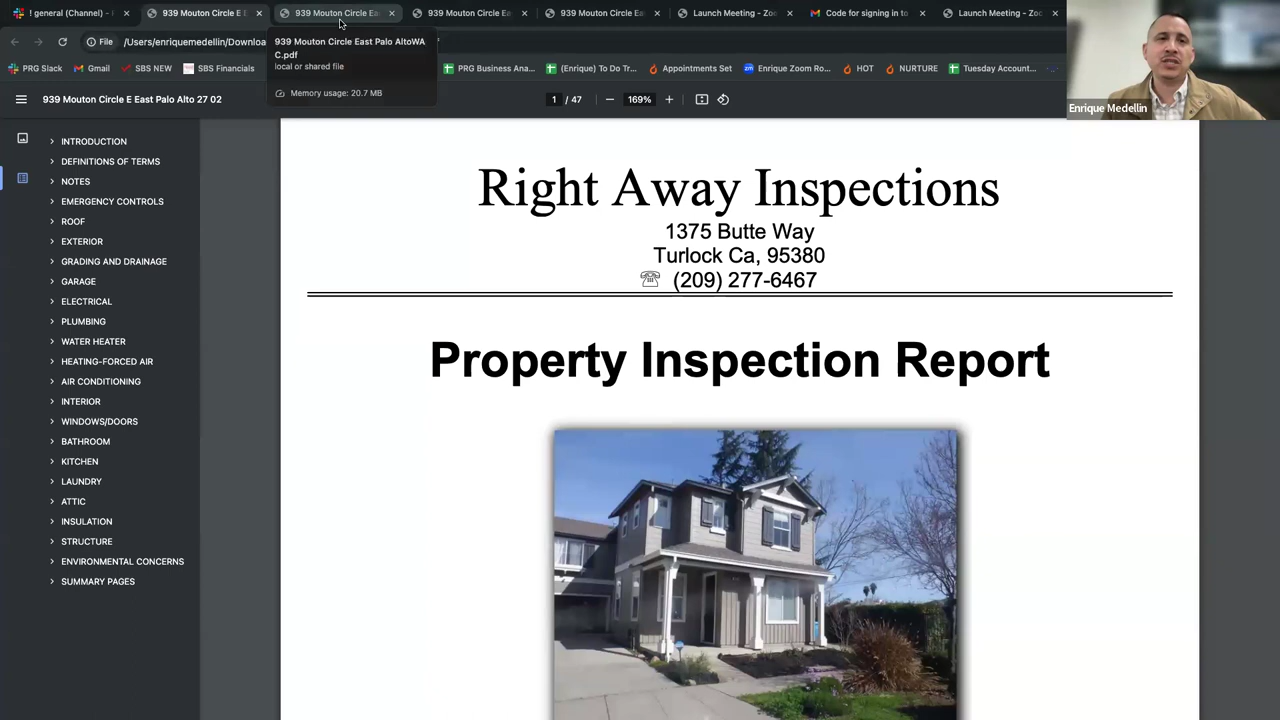 ! general (Channel) -
939 Mouton Circle E E
939 Mouton Circle Ea
939 Mouton Circle Ea
939 Mouton Circle Ea
Launch Meeting - Zoo
Code for signing in to
Launch Meeting - Zoo
File
/Users/enriquemedellin/Downloa
939 Mouton Circle East Palo AltoWA
C.pdf
local or shared file
Memory usage: 20.7 MB
PRG Slack
Gmail
SBS NEW
SBS Financials
PRG Business Ana...
(Enrique) To Do Tr...
Appointments Set
Enrique Zoom Ro...
HOT
NURTURE
Tuesday Account...
Enrique Medellin
939 Mouton Circle E East Palo Alto 27 02
1 / 47
169%
INTRODUCTION
DEFINITIONS OF TERMS
NOTES
EMERGENCY CONTROLS
ROOF
EXTERIOR
GRADING AND DRAINAGE
GARAGE
ELECTRICAL
PLUMBING
WATER HEATER
HEATING-FORCED AIR
AIR CONDITIONING
INTERIOR
WINDOWS/DOORS
BATHROOM
KITCHEN
LAUNDRY
ATTIC
INSULATION
STRUCTURE
ENVIRONMENTAL CONCERNS
SUMMARY PAGES
Right Away Inspections
1375 Butte Way
Turlock Ca, 95380
(209) 277-6467
Property Inspection Report